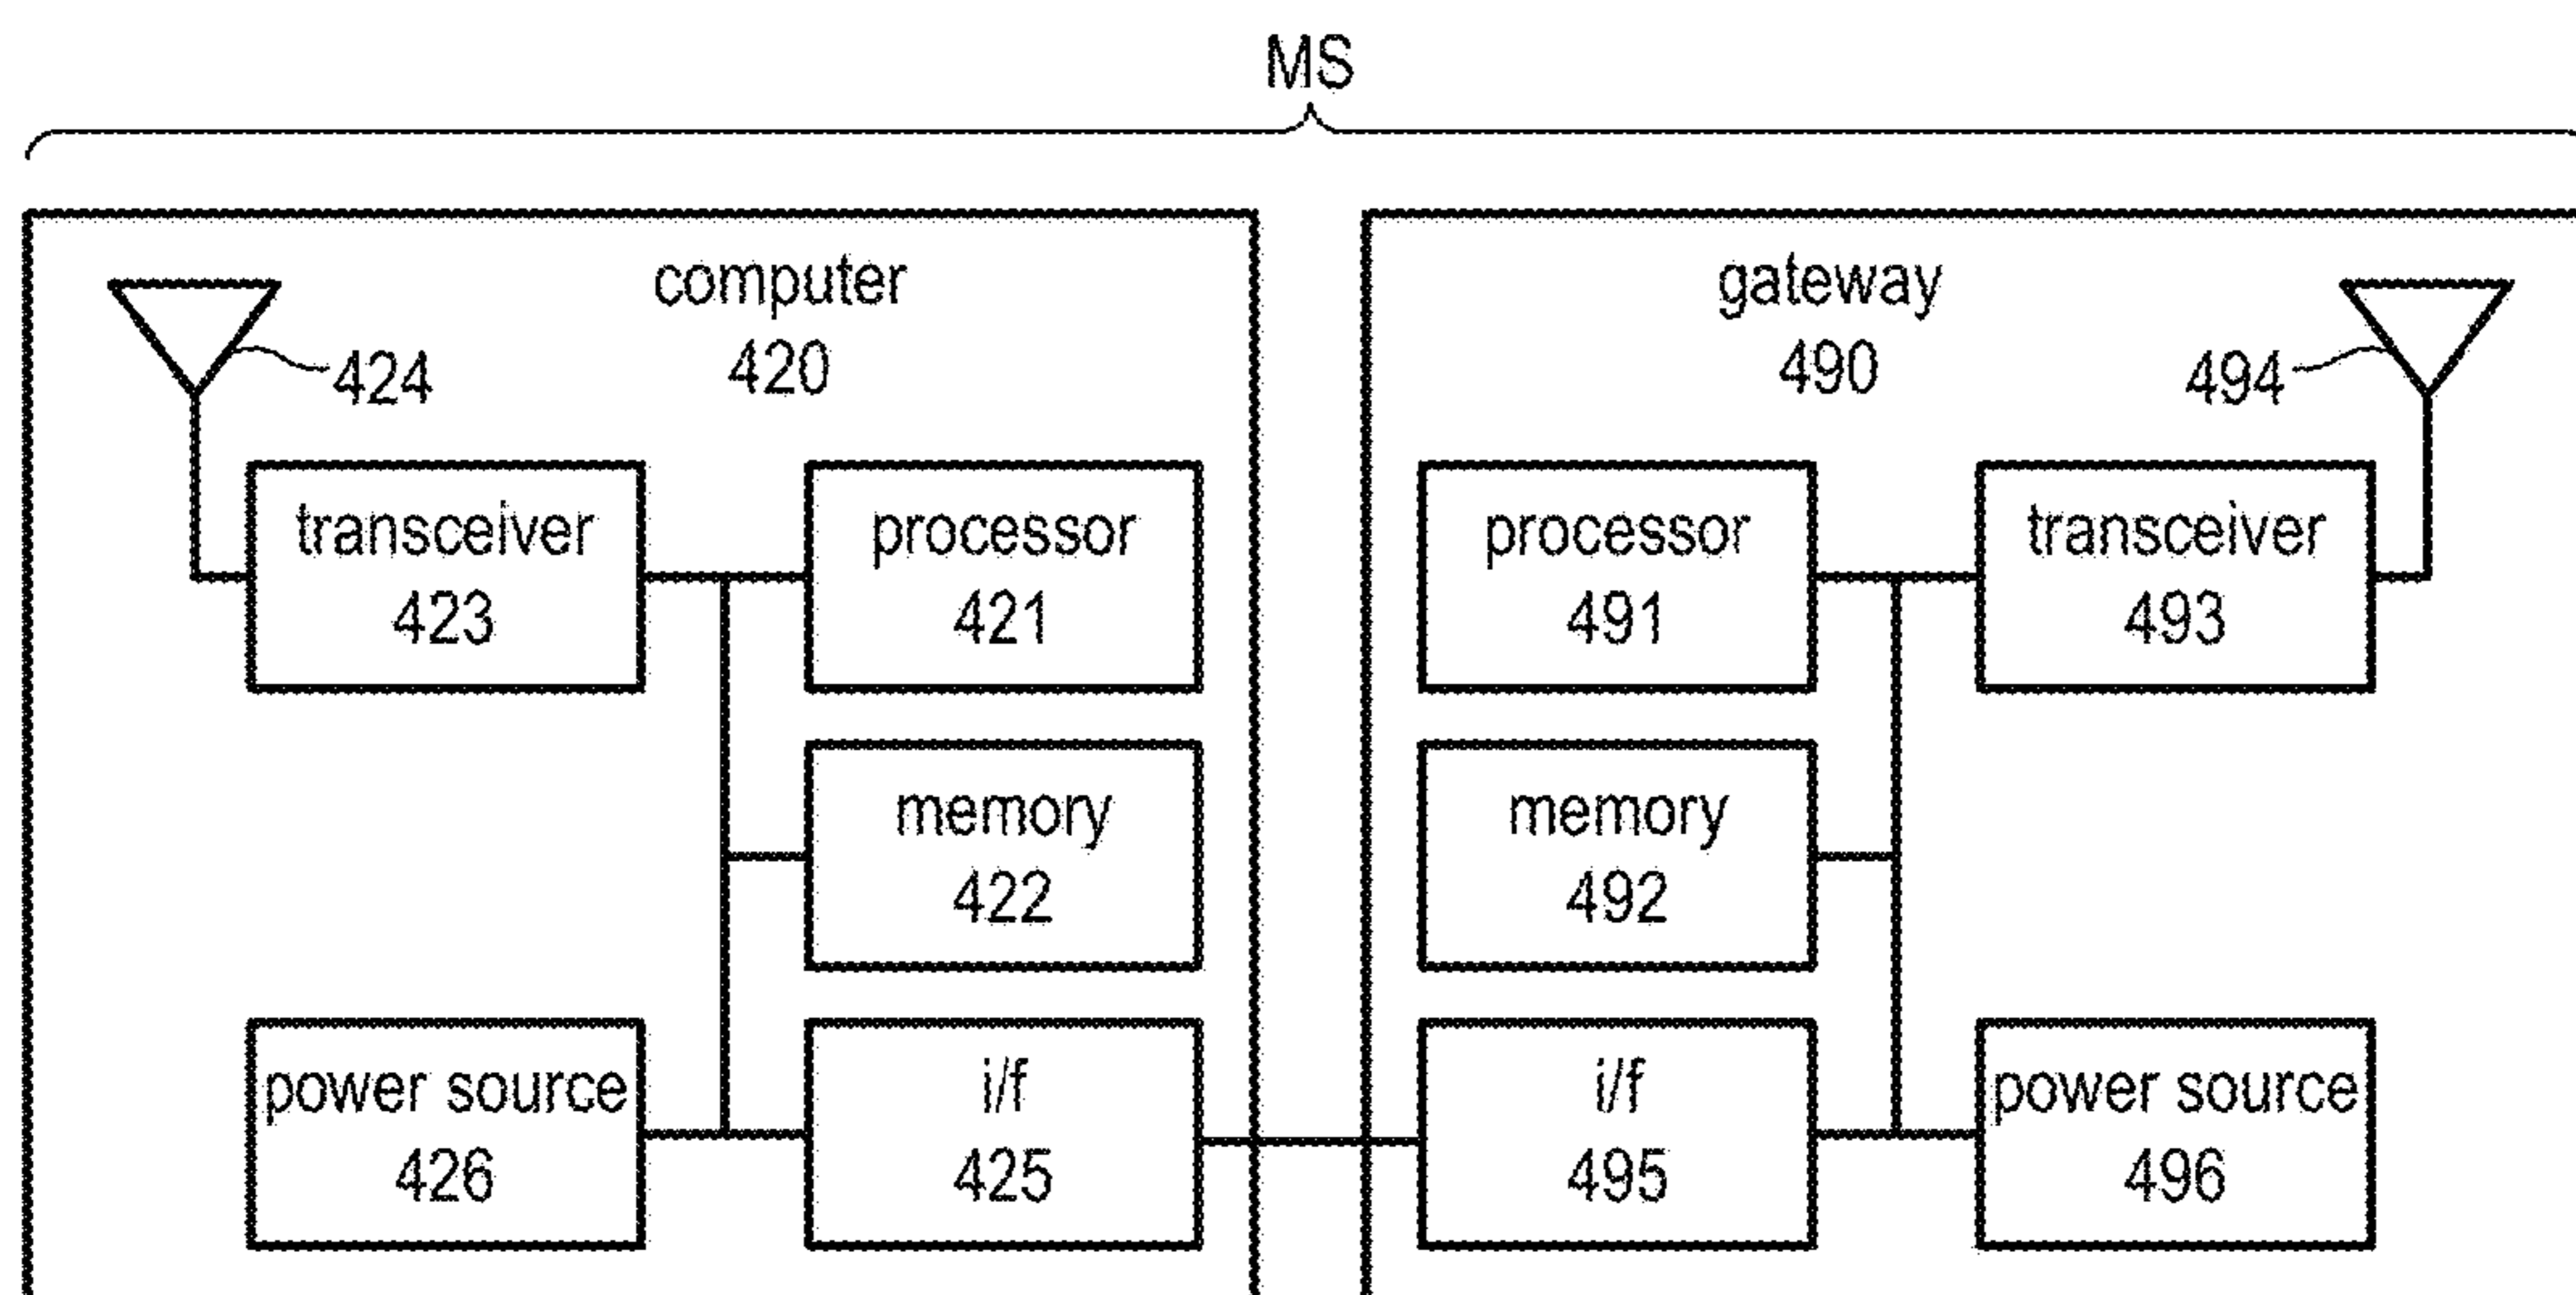 MS
computer
420
424
transceiver
423
processor
421
memory
422
power source
426
i/f
425
gateway
490
494
processor
491
transceiver
493
memory
492
i/f
495
power source
496